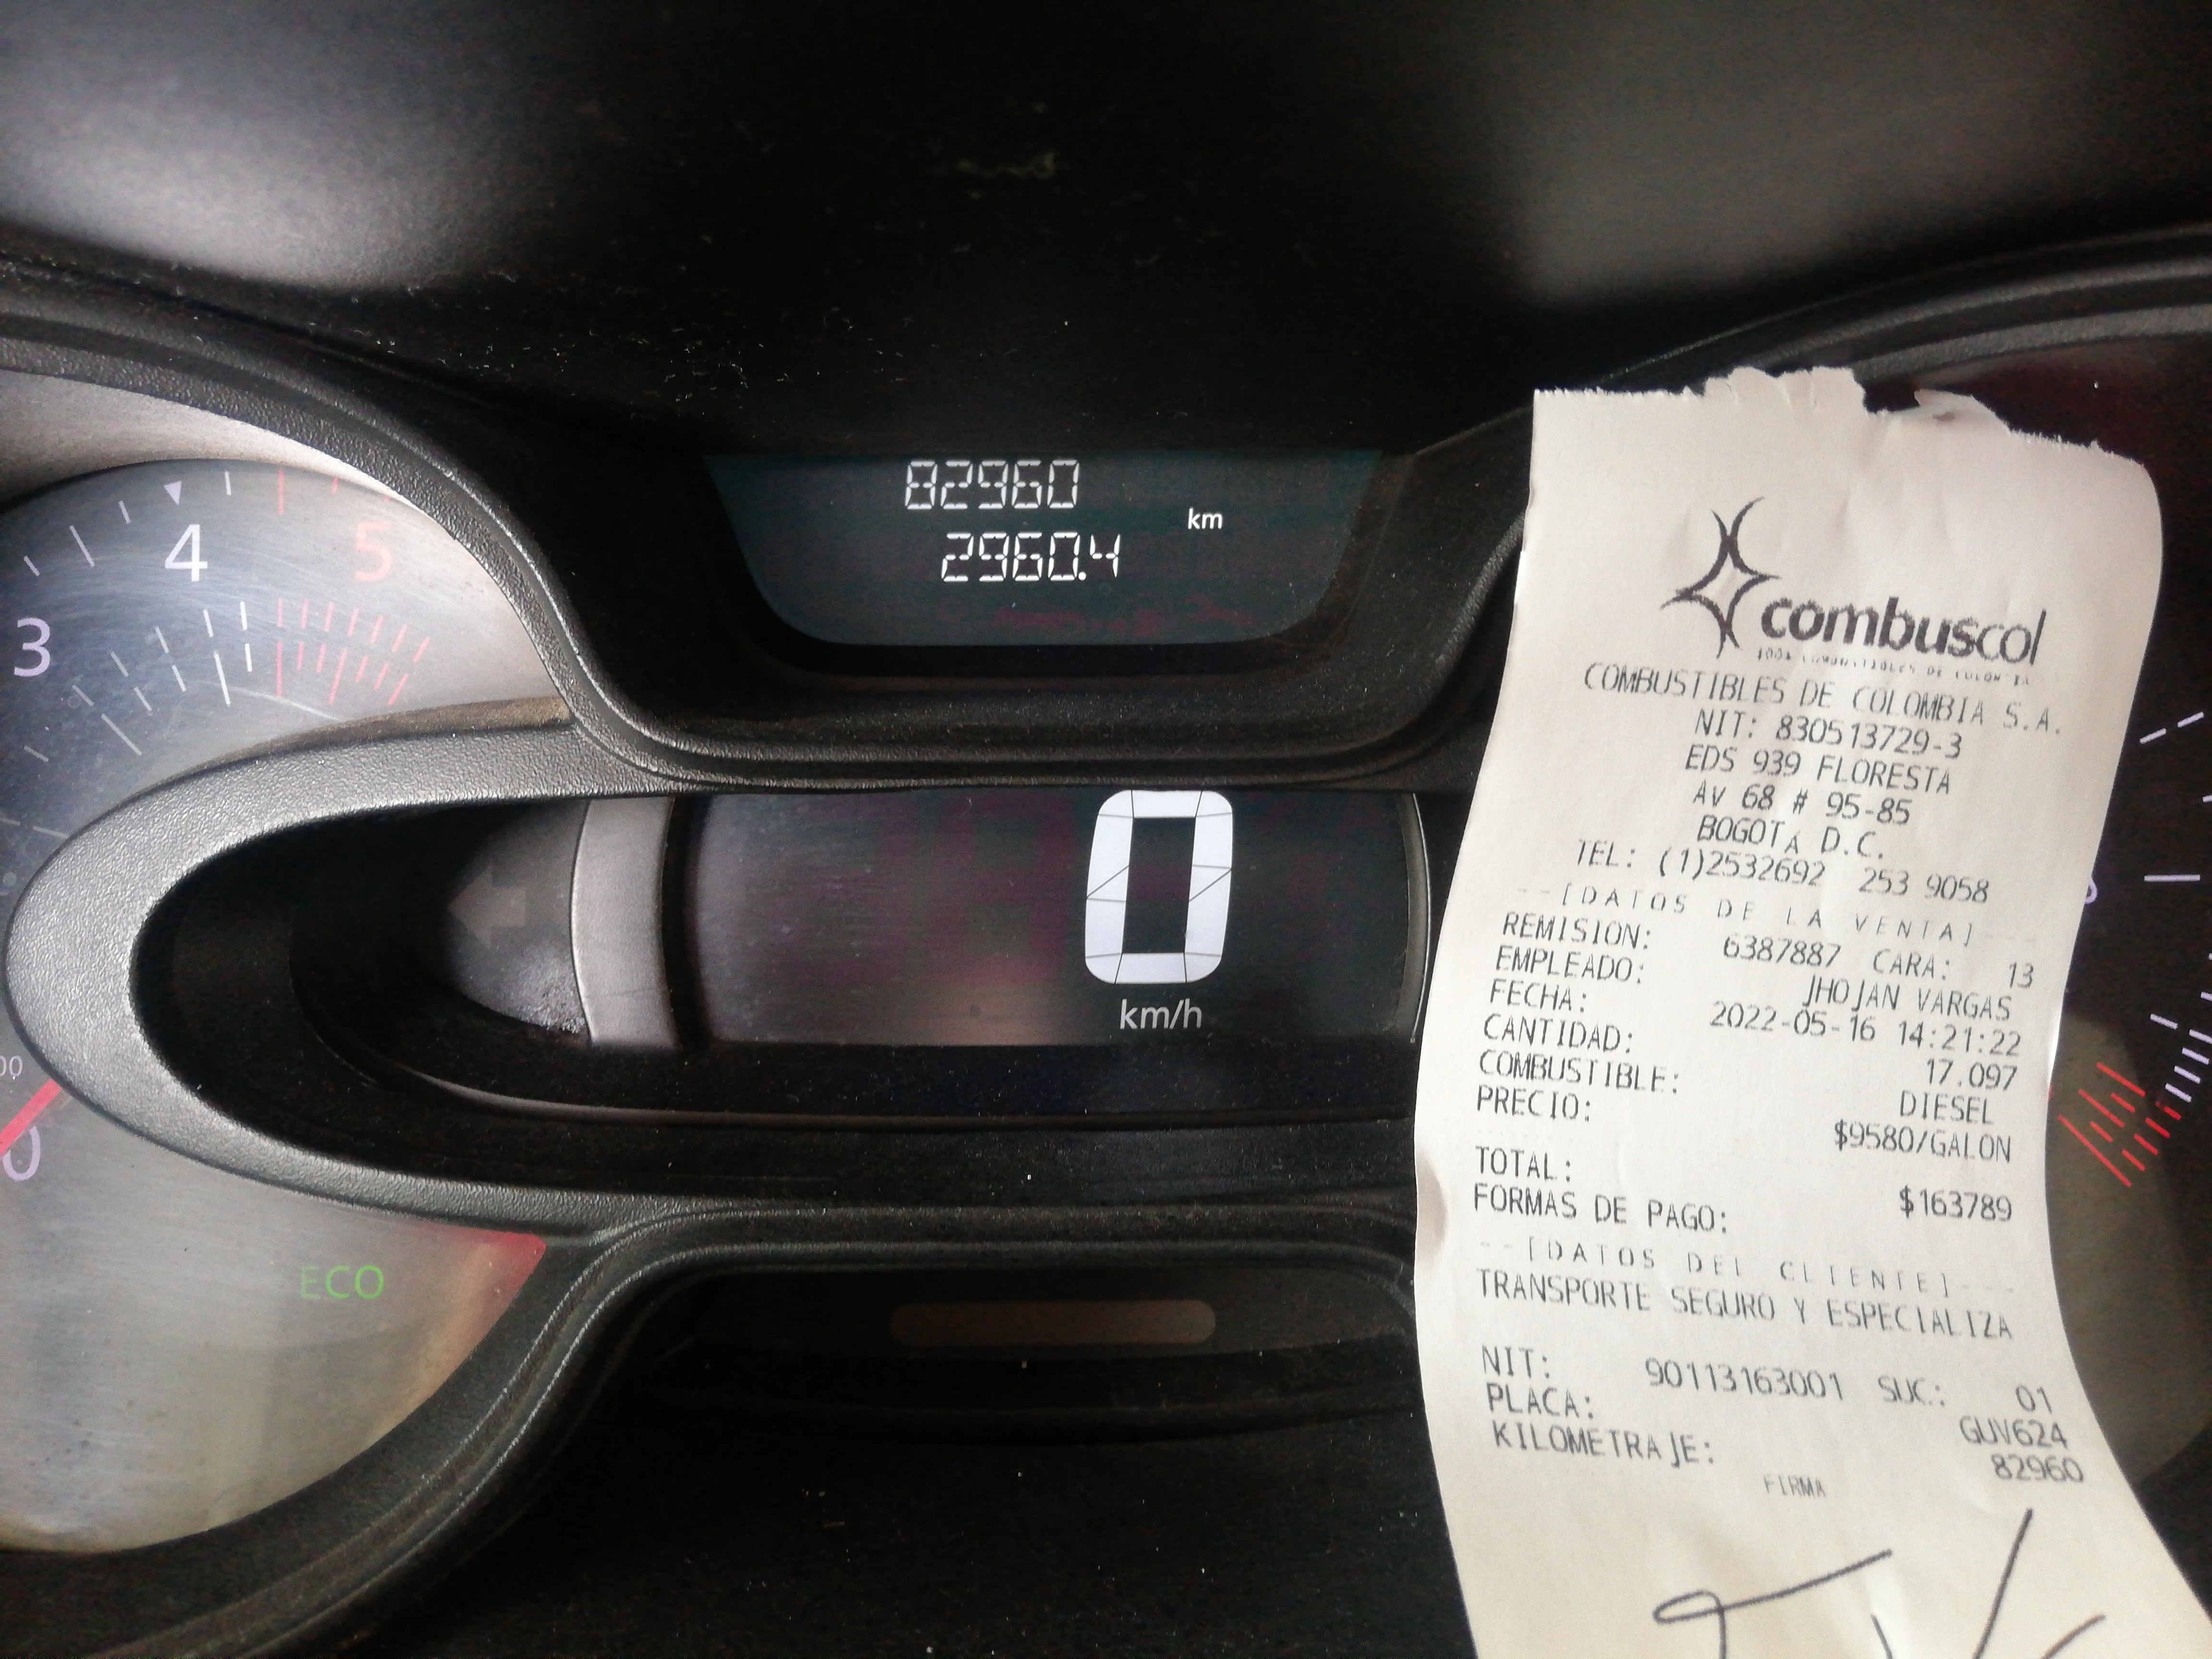 82960
km
2960.4
3
4
5
0
km/h
0
ECO
combuscol
COMBUSTIBLES DE COLOMBIA S.A.
NIT: 830513729-3
EDS 939 FLORESTA
AV 68 # 95-85
BOGOTA D.C.
TEL: (1)2532692 253 9058
--[DATOS DE LA VENTA]---
REMISION: 6387887 CARA: 13
EMPLEADO: JHOJAN VARGAS
FECHA: 2022-05-16 14:21:22
CANTIDAD: 17.097
COMBUSTIBLE: DIESEL
PRECIO: $9580/GALON
TOTAL: $163789
FORMAS DE PAGO:
--[DATOS DEL CLIENTE]---
TRANSPORTE SEGURO Y ESPECIALIZA
NIT: 90113163001 SUC.: 01
PLACA: GUV624
KILOMETRAJE: 82960
FIRMA